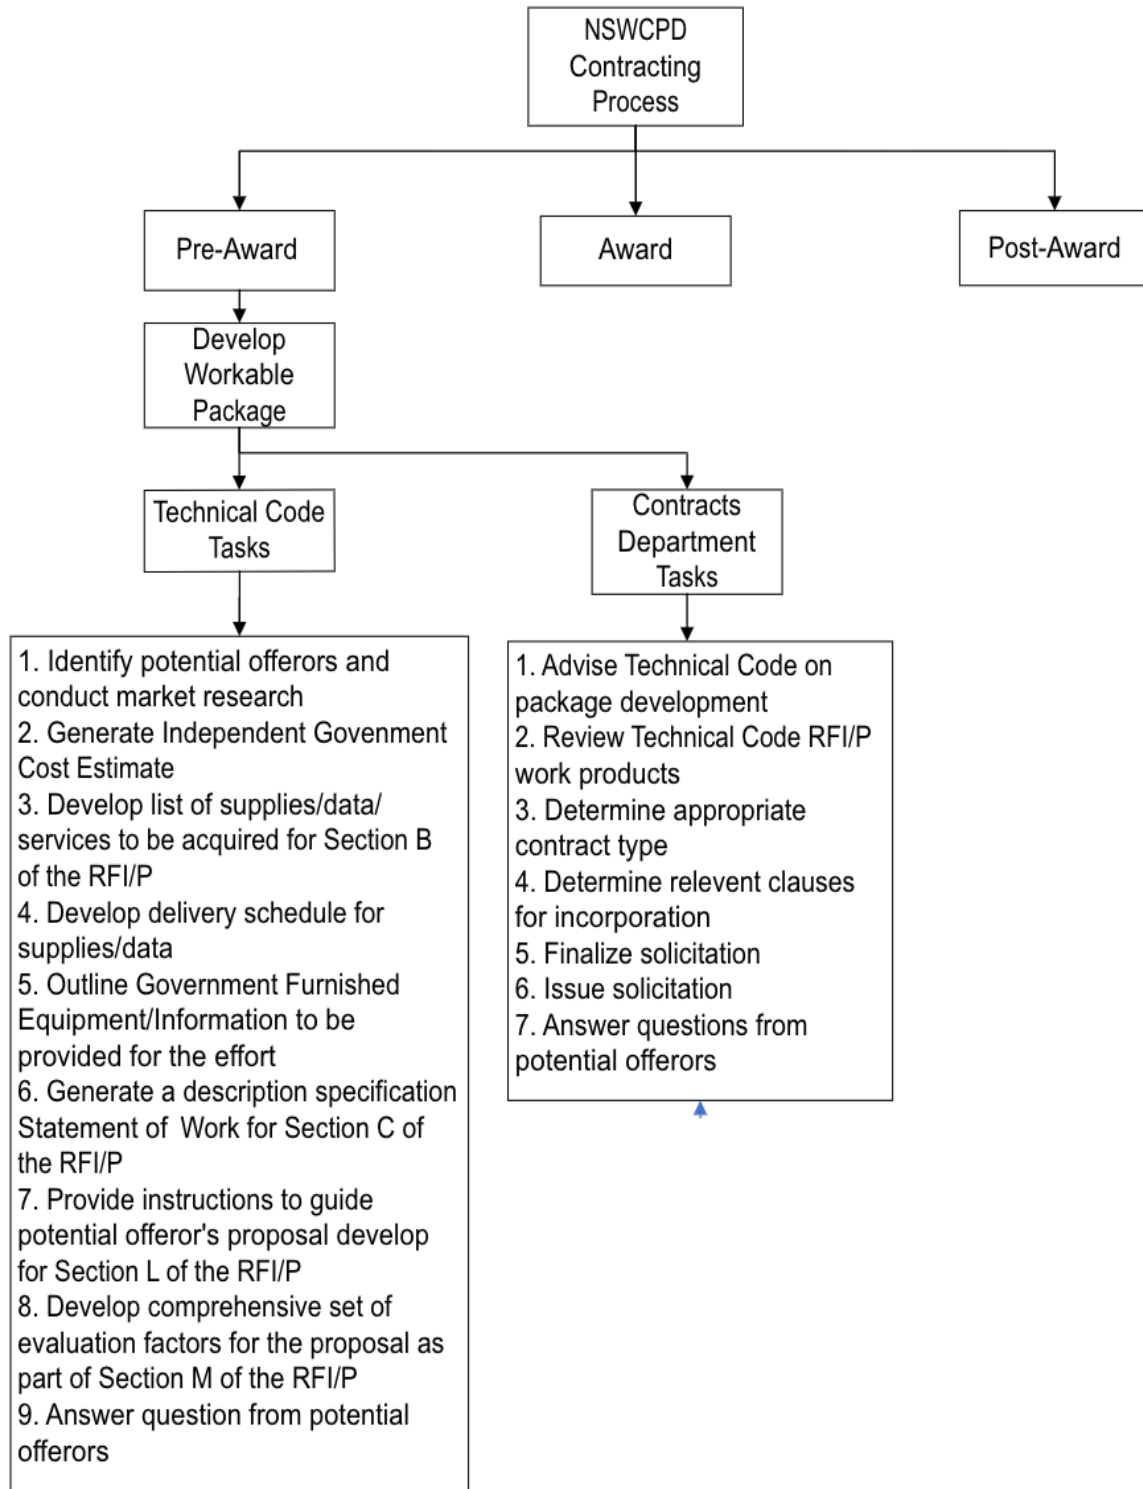 NSWCPD
Contracting
Process
Pre-Award
Award
Post-Award
Develop
Workable
Package
Technical Code
Tasks
Contracts
Department
Tasks
1. Identify potential offerors and
conduct market research
2. Generate Independent Govenment
Cost Estimate
3. Develop list of supplies/data/
services to be acquired for Section B
of the RFI/P
4. Develop delivery schedule for
supplies/data
5. Outline Government Furnished
Equipment/Information to be
provided for the effort
6. Generate a description specification
Statement of Work for Section C of
the RFI/P
7. Provide instructions to guide
potential offeror's proposal develop
for Section L of the RFI/P
8. Develop comprehensive set of
evaluation factors for the proposal as
part of Section M of the RFI/P
9. Answer question from potential
offerors
1. Advise Technical Code on
package development
2. Review Technical Code RFI/P
work products
3. Determine appropriate
contract type
4. Determine relevent clauses
for incorporation
5. Finalize solicitation
6. Issue solicitation
7. Answer questions from
potential offerors